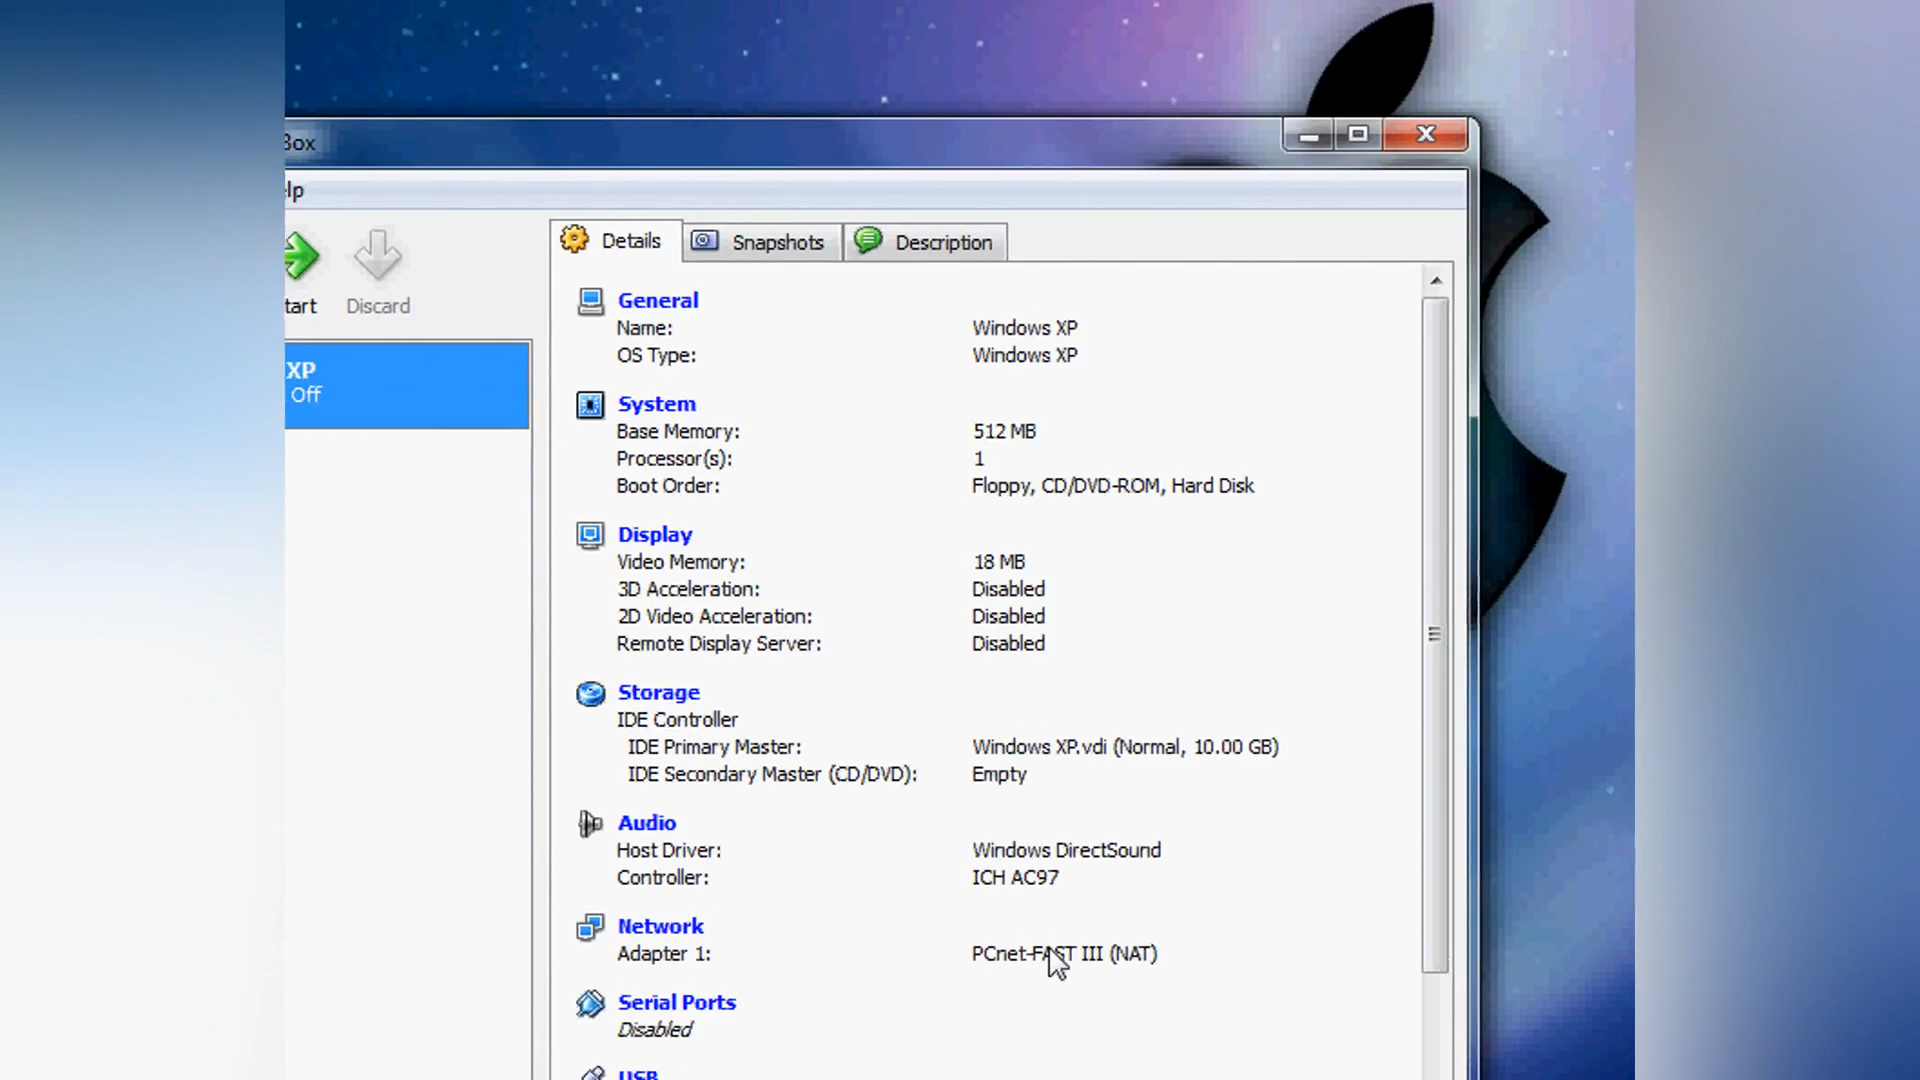 Box
elp
tart
Discard
XP
Off
Details
Snapshots
Description
General
Name: Windows XP
OS Type: Windows XP
System
Base Memory: 512 MB
Processor(s): 1
Boot Order: Floppy, CD/DVD-ROM, Hard Disk
Display
Video Memory: 18 MB
3D Acceleration: Disabled
2D Video Acceleration: Disabled
Remote Display Server: Disabled
Storage
IDE Controller
IDE Primary Master: Windows XP.vdi (Normal, 10.00 GB)
IDE Secondary Master (CD/DVD): Empty
Audio
Host Driver: Windows DirectSound
Controller: ICH AC97
Network
Adapter 1: PCnet-FAST III (NAT)
Serial Ports
Disabled
USB